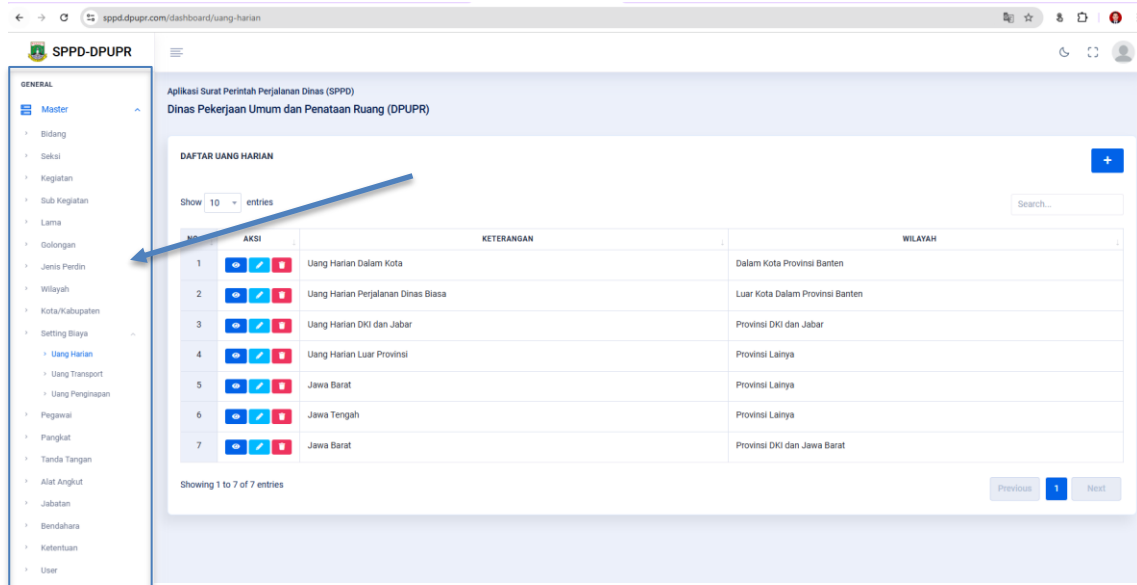 sppd.dpupr.com/dashboard/uang-harian
SPPD-DPUPR
GENERAL
Master
Bidang
Seksi
Kegiatan
Sub Kegiatan
Lama
Golongan
Jenis Perdin
Wilayah
Kota/Kabupaten
Setting Biaya
Uang Harian
Uang Transport
Uang Penginapan
Pegawai
Pangkat
Tanda Tangan
Alat Angkut
Jabatan
Bendahara
Ketentuan
User
Aplikasi Surat Perintah Perjalanan Dinas (SPPD)
Dinas Pekerjaan Umum dan Penataan Ruang (DPUPR)
DAFTAR UANG HARIAN
+
Show 10 entries
Search...
AKSI KETERANGAN WILAYAH
1 Uang Harian Dalam Kota Dalam Kota Provinsi Banten
2 Uang Harian Perjalanan Dinas Biasa Luar Kota Dalam Provinsi Banten
3 Uang Harian DKI dan Jabar Provinsi DKI dan Jabar
4 Uang Harian Luar Provinsi Provinsi Lainya
5 Jawa Barat Provinsi Lainya
6 Jawa Tengah Provinsi Lainya
7 Jawa Barat Provinsi DKI dan Jawa Barat
Showing 1 to 7 of 7 entries
Previous 1 Next